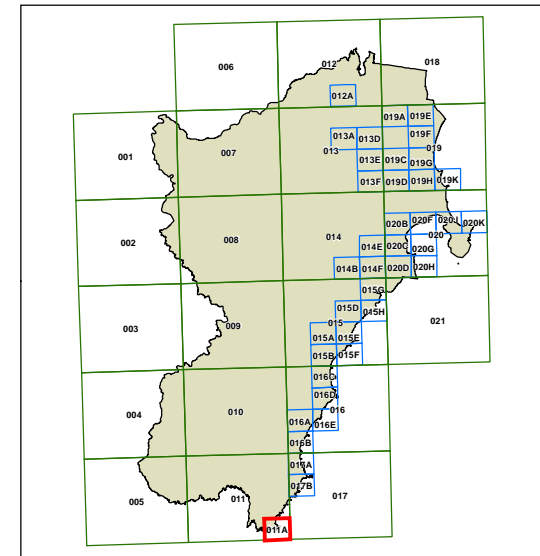 006 012 018
012A
019A 019E
013A 013D 019F
001 007 013 019
013E 019C 019G
013F 019D 019H 019K
020B 020F 020J 020K
002 008 014 020
014E 020C 020G
014B 014F 020D 020H
015G
015D 015H
003 009 015 021
015A 015E
015B 015F
016C
016D
004 010 016
016A 016E
016B
017A
017B
005 011 017
011A